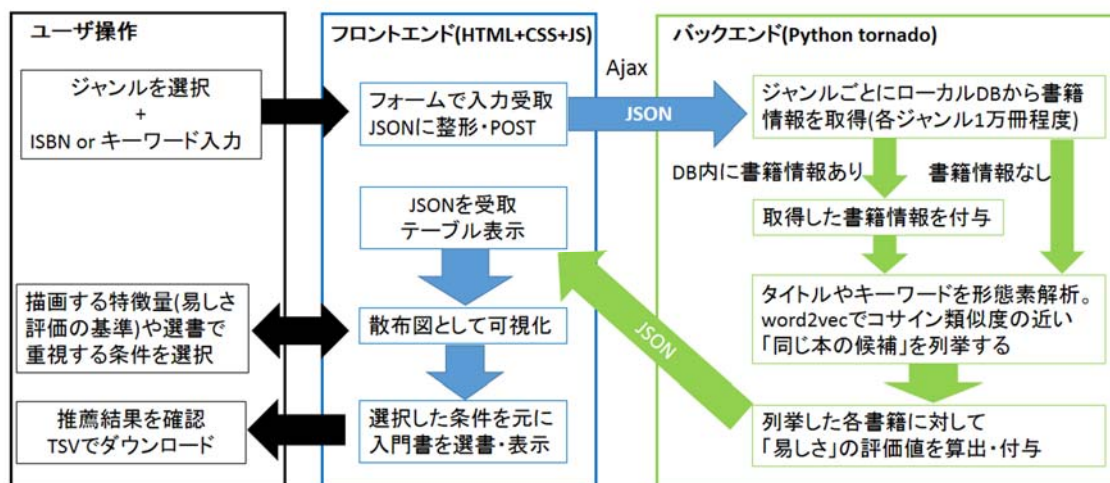 ユーザ操作
ジャンルを選択
+
ISBN or キーワード入力
描画する特徴量(易しさ
評価の基準)や選書で
重視する条件を選択
推薦結果を確認
TSVでダウンロード
フロントエンド(HTML+CSS+JS)
フォームで入力受取
JSONに整形・POST
JSONを受取
テーブル表示
散布図として可視化
選択した条件を元に
入門書を選書・表示
Ajax
JSON
JSON
バックエンド(Python tornado)
ジャンルごとにローカルDBから書籍
情報を取得(各ジャンル1万冊程度)
DB内に書籍情報あり
書籍情報なし
取得した書籍情報を付与
タイトルやキーワードを形態素解析。
word2vecでコサイン類似度の近い
「同じ本の候補」を列挙する
列挙した各書籍に対して
「易しさ」の評価値を算出・付与